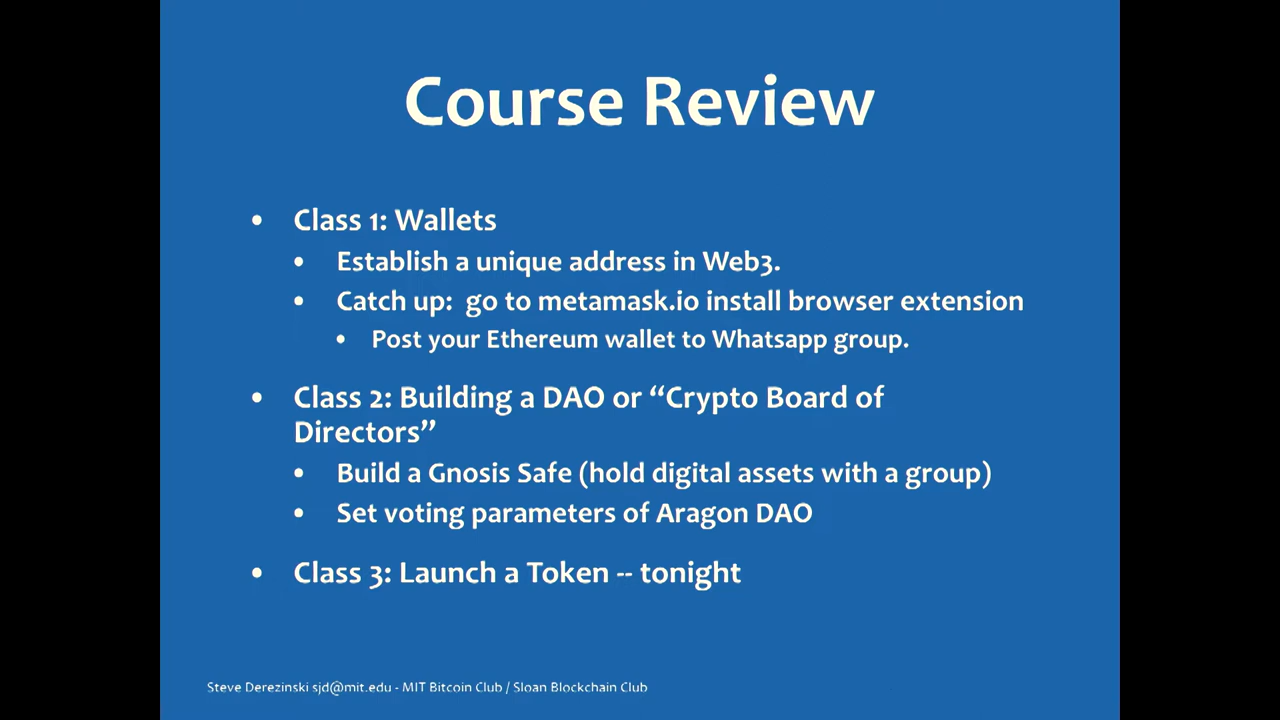 Course Review
• Class 1: Wallets
• Establish a unique address in Web3.
• Catch up:  go to metamask.io install browser extension
• Post your Ethereum wallet to Whatsapp group.
• Class 2: Building a DAO or “Crypto Board of
Directors”
• Build a Gnosis Safe (hold digital assets with a group)
• Set voting parameters of Aragon DAO
• Class 3: Launch a Token -- tonight
Steve Derezinski sjd@mit.edu - MIT Bitcoin Club / Sloan Blockchain Club